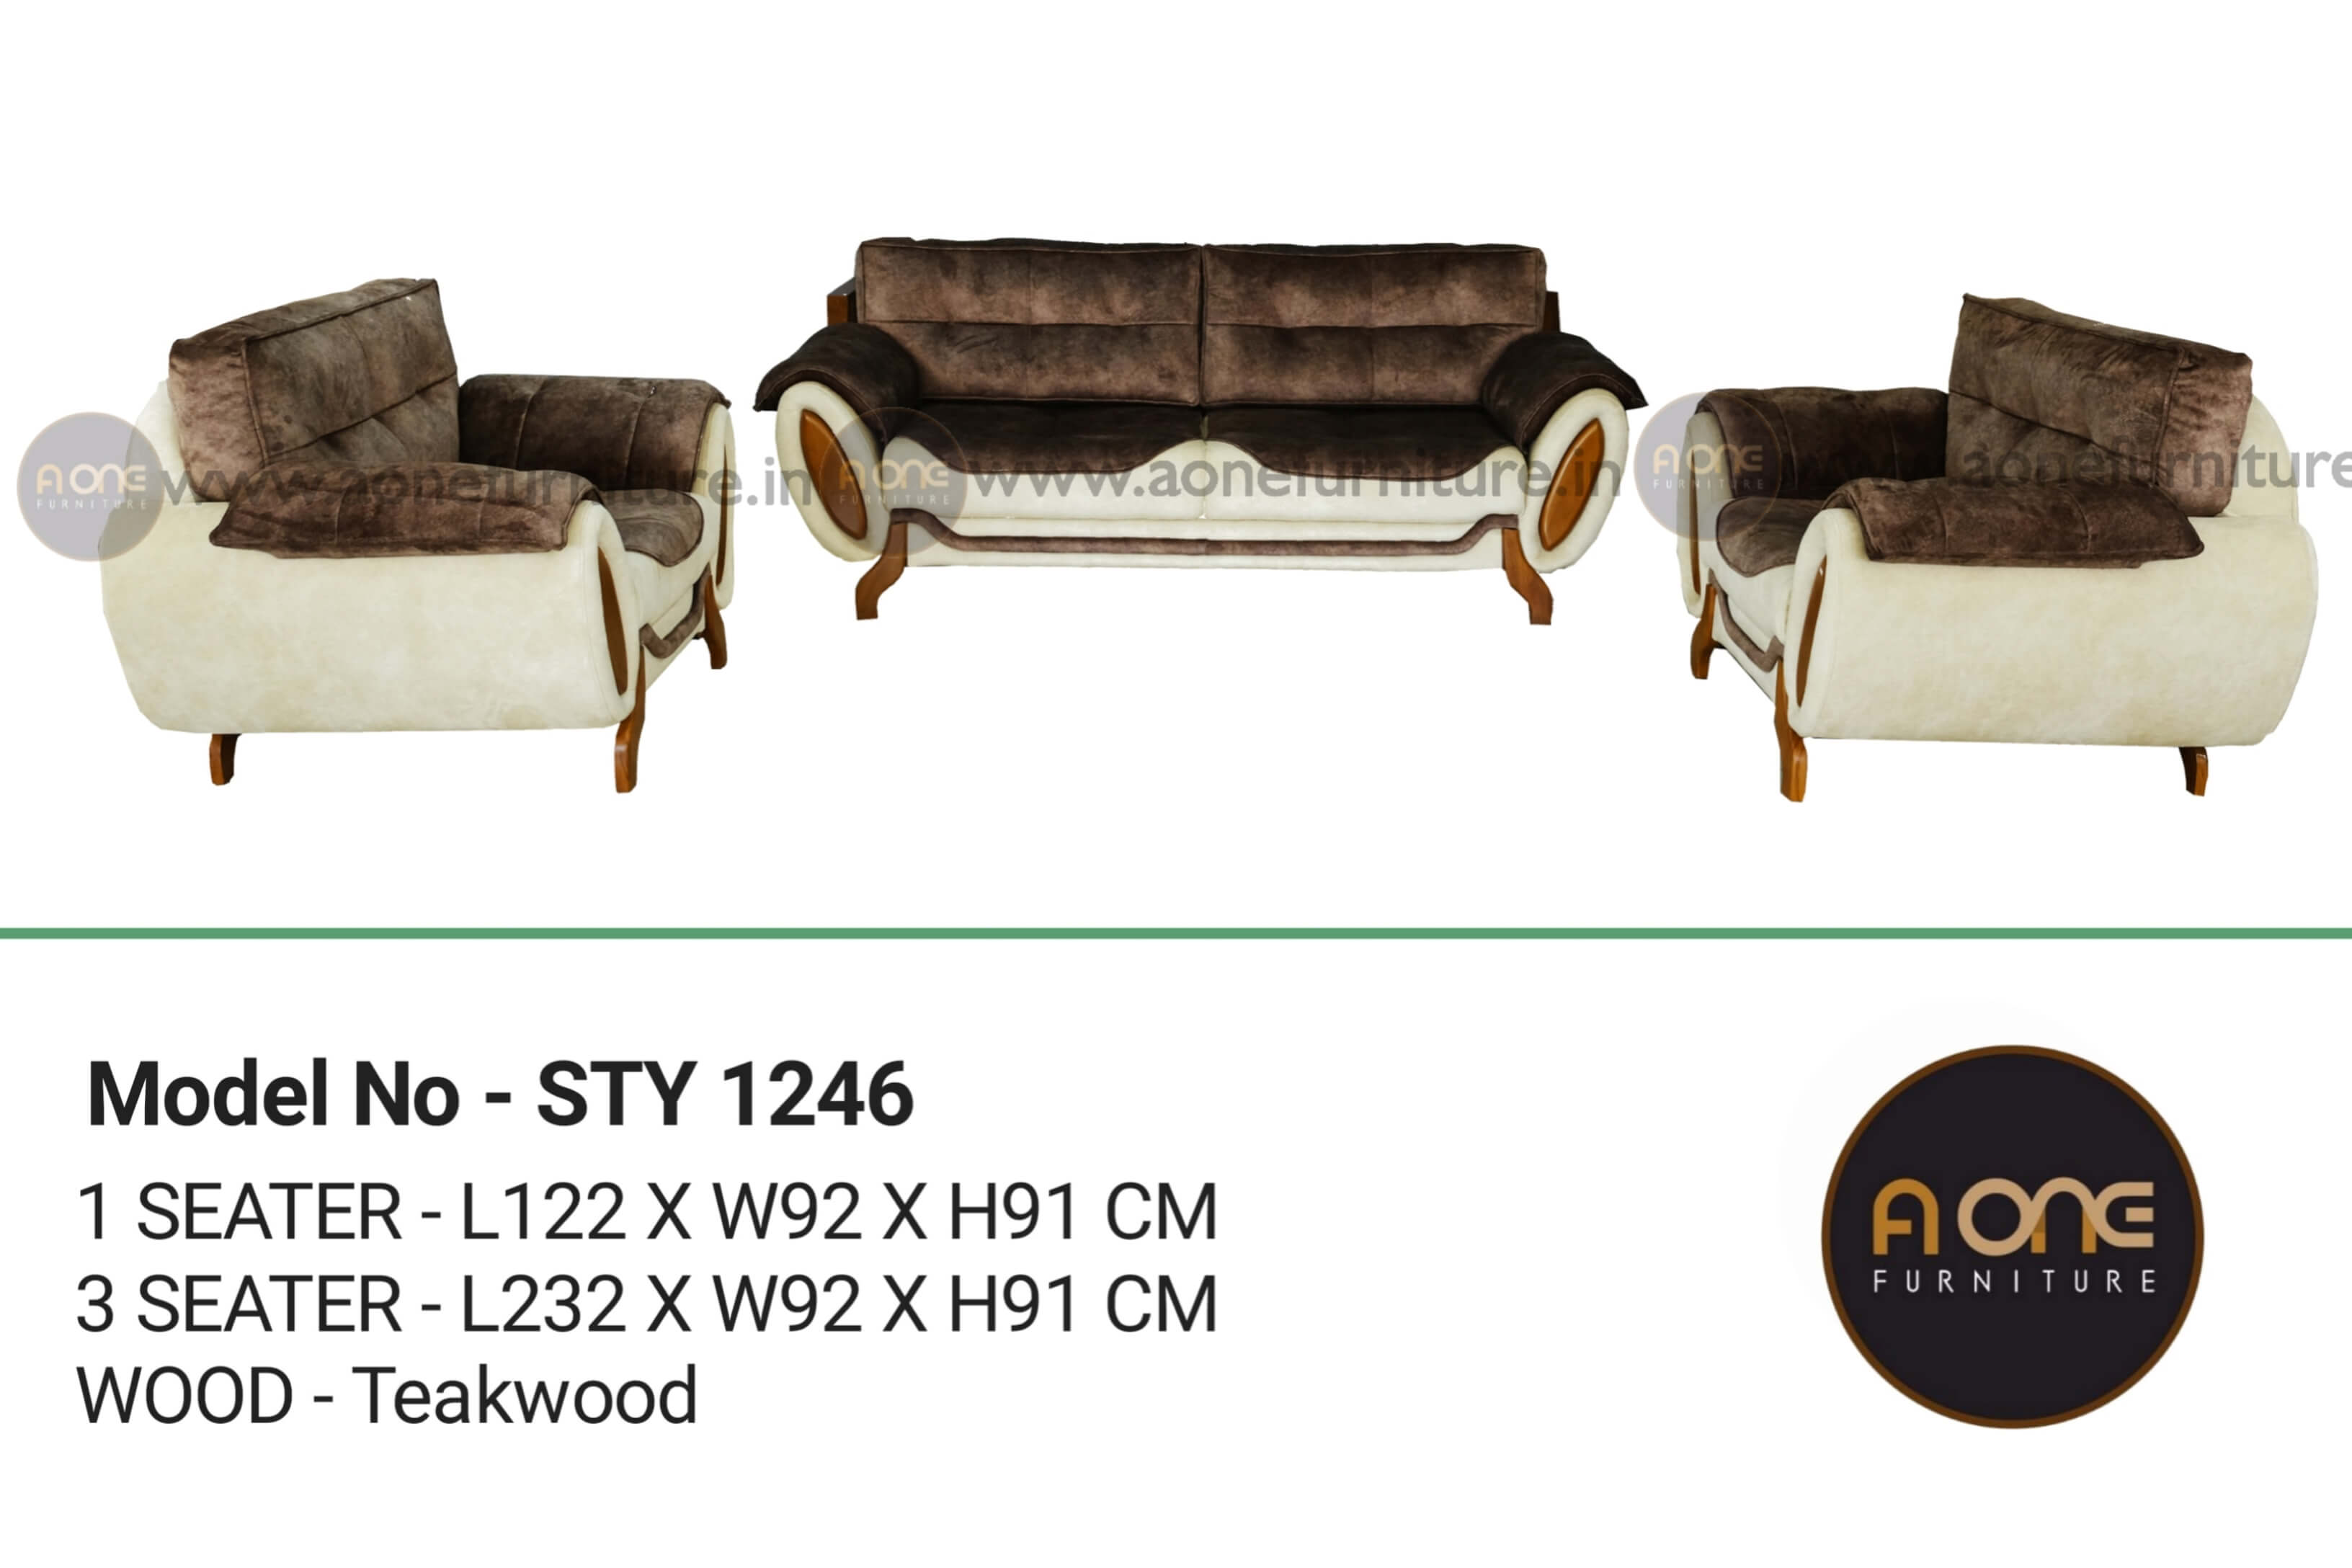 A ONE
FURNITURE
www.aonefurniture.in
A ONE
FURNITURE
www.aonefurniture.in
A ONE
FURNITURE
www.aonefurniture
Model No - STY 1246
1 SEATER - L122 X W92 X H91 CM
3 SEATER - L232 X W92 X H91 CM
WOOD - Teakwood
A ONE
FURNITURE